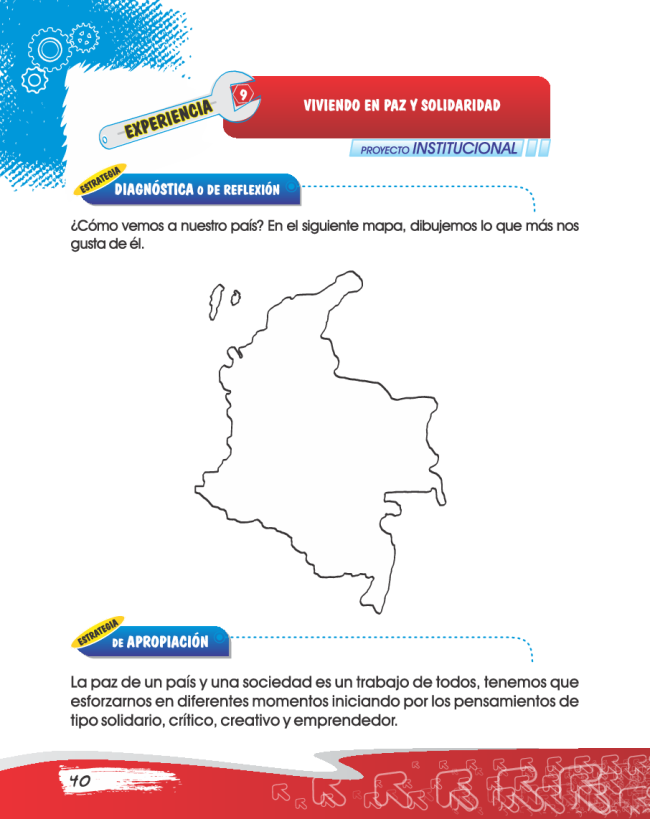 EXPERIENCIA 9
VIVIENDO EN PAZ Y SOLIDARIDAD
PROYECTO INSTITUCIONAL
ESTRATEGIA
DIAGNÓSTICA O DE REFLEXIÓN
¿Cómo vemos a nuestro país? En el siguiente mapa, dibujemos lo que más nos
gusta de él.
ESTRATEGIA
DE APROPIACIÓN
La paz de un país y una sociedad es un trabajo de todos, tenemos que
esforzarnos en diferentes momentos iniciando por los pensamientos de
tipo solidario, crítico, creativo y emprendedor.
40